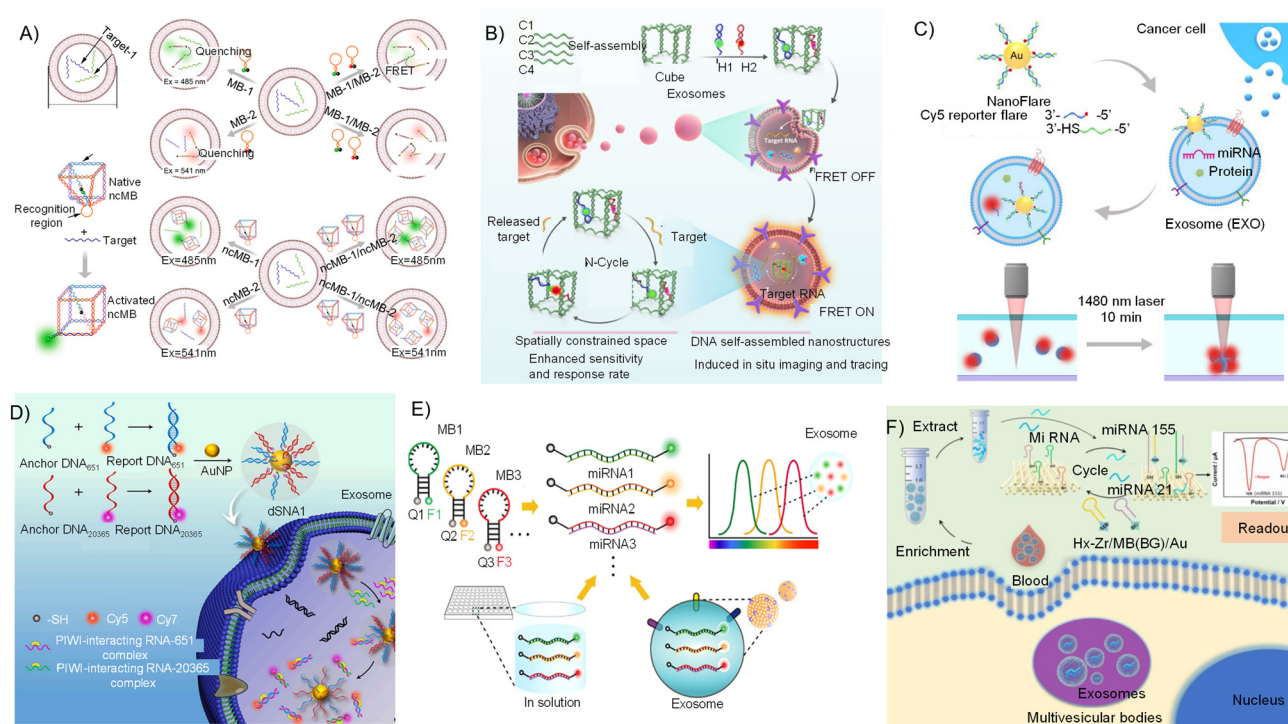 A)
Target-1
Quenching
Ex = 485 nm
MB-1
MB-1/MB-2
FRET
MB-2
MB-1/MB-2
Quenching
Ex = 541 nm
Native
ncMB
Recognition
region
+
Target
Activated
ncMB
Ex=485nm
ncMB-1
ncMB-1/ncMB-2
Ex=485nm
ncMB-2
ncMB-1/ncMB-2
Ex=541nm
Ex=541nm
B)
C1
C2
C3
C4
Self-assembly
Cube
H1 H2
Exosomes
Target RNA
FRET OFF
Released
target
Target
N-Cycle
Target RNA
FRET ON
Spatially constrained space
Enhanced sensitivity
and response rate
DNA self-assembled nanostructures
Induced in situ imaging and tracing
C)
Cancer cell
Au
NanoFlare
Cy5 reporter flare
3'- -5'
3'-HS -5'
miRNA
Protein
Exosome (EXO)
1480 nm laser
10 min
D)
+
Anchor DNA651 Report DNA651
AuNP
+
Anchor DNA20365 Report DNA20365
dSNA1
Exosome
-SH Cy5 Cy7
PIWI-interacting RNA-651
complex
PIWI-interacting RNA-20365
complex
E)
MB1
MB2
MB3
Q1 F1
Q2 F2
Q3 F3
...
miRNA1
miRNA2
miRNA3
Exosome
In solution
Exosome
F)
Extract
Mi RNA
miRNA 155
Cycle
miRNA 21
Enrichment
Blood
Hx-Zr/MB(BG)/Au
Current / μA
Potential / V
Readou
Exosomes
Multivesicular bodies
Nucleus